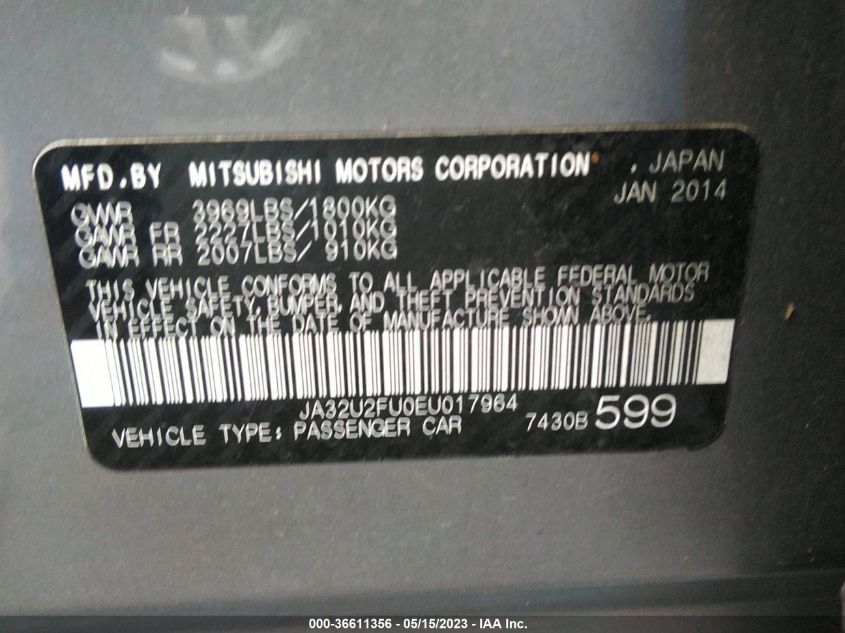 MFD.BY MITSUBISHI MOTORS CORPORATION , JAPAN
JAN 2014
GVWR 3969LBS/1800KG
GAWR FR 2227LBS/1010KG
GAWR RR 2007LBS/ 910KG
THIS VEHICLE CONFORMS TO ALL APPLICABLE FEDERAL MOTOR
VEHICLE SAFETY, BUMPER, AND THEFT PREVENTION STANDARDS
IN EFFECT ON THE DATE OF MANUFACTURE SHOWN ABOVE.
JA32U2FU0EU017964
VEHICLE TYPE: PASSENGER CAR 7430B 599
000-36611356 - 05/15/2023 - IAA Inc.